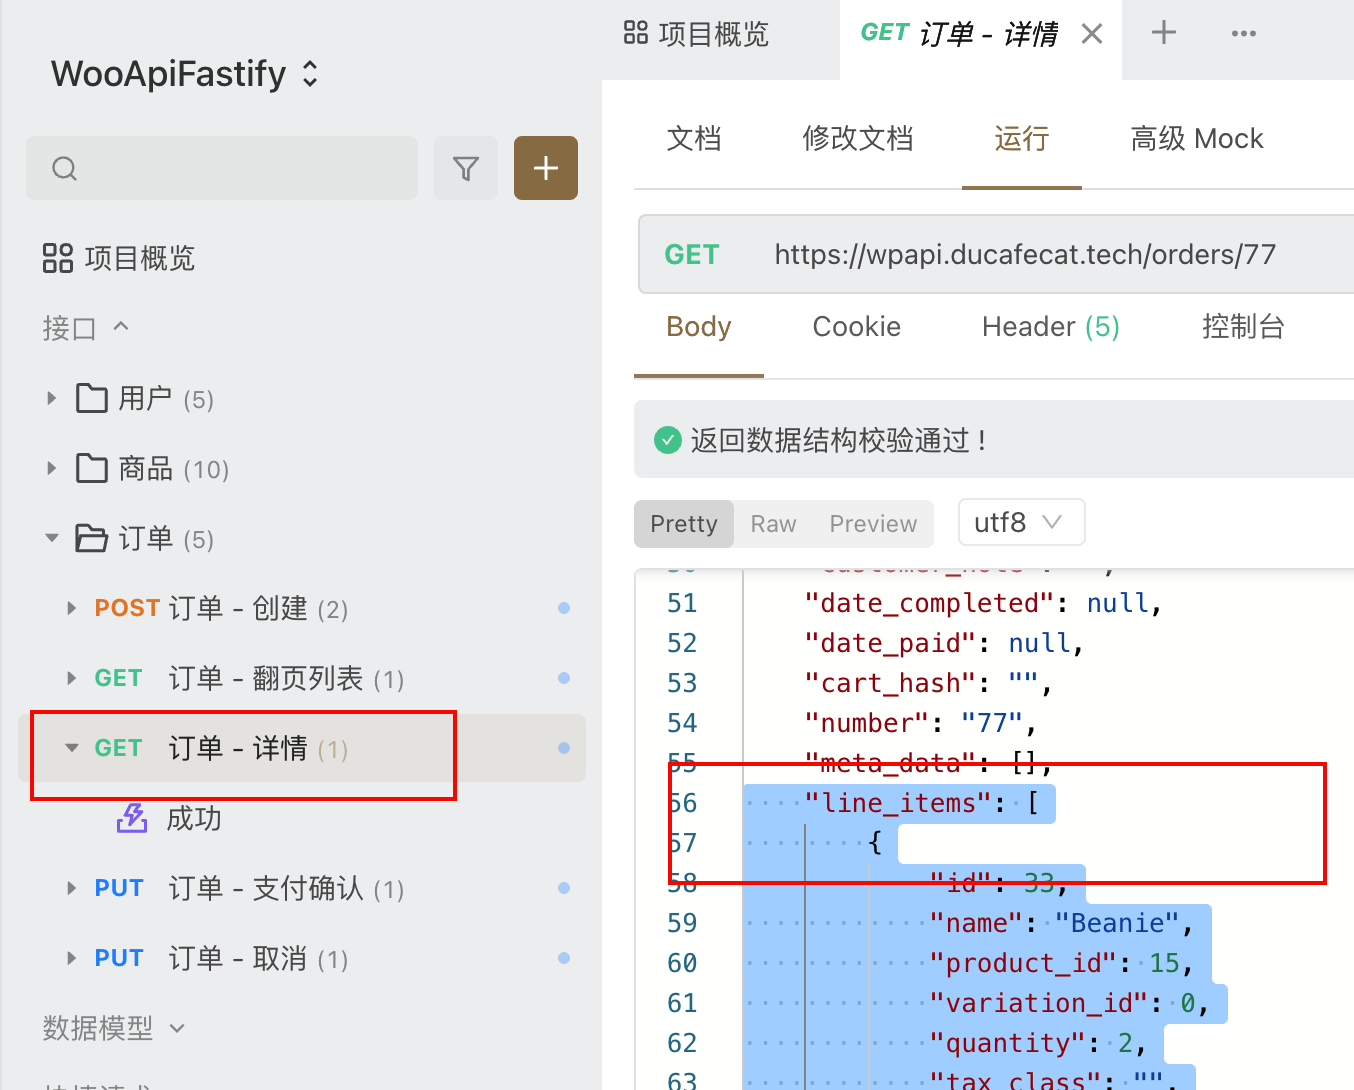 WooApiFastify
项目概览
接口
用户 (5)
商品 (10)
订单 (5)
POST 订单 - 创建 (2)
GET 订单 - 翻页列表 (1)
GET 订单 - 详情 (1)
成功
PUT 订单 - 支付确认 (1)
PUT 订单 - 取消 (1)
数据模型
项目概览
GET 订单 - 详情
文档 修改文档 运行 高级 Mock
GET https://wpapi.ducafecat.tech/orders/77
Body Cookie Header (5) 控制台
返回数据结构校验通过 !
Pretty Raw Preview utf8
51 "date_completed": null,
52 "date_paid": null,
53 "cart_hash": "",
54 "number": "77",
55 "meta_data": [],
56 "line_items": [
57 {
58 "id": 33,
59 "name": "Beanie",
60 "product_id": 15,
61 "variation_id": 0,
62 "quantity": 2,
63 "tax_class": "",